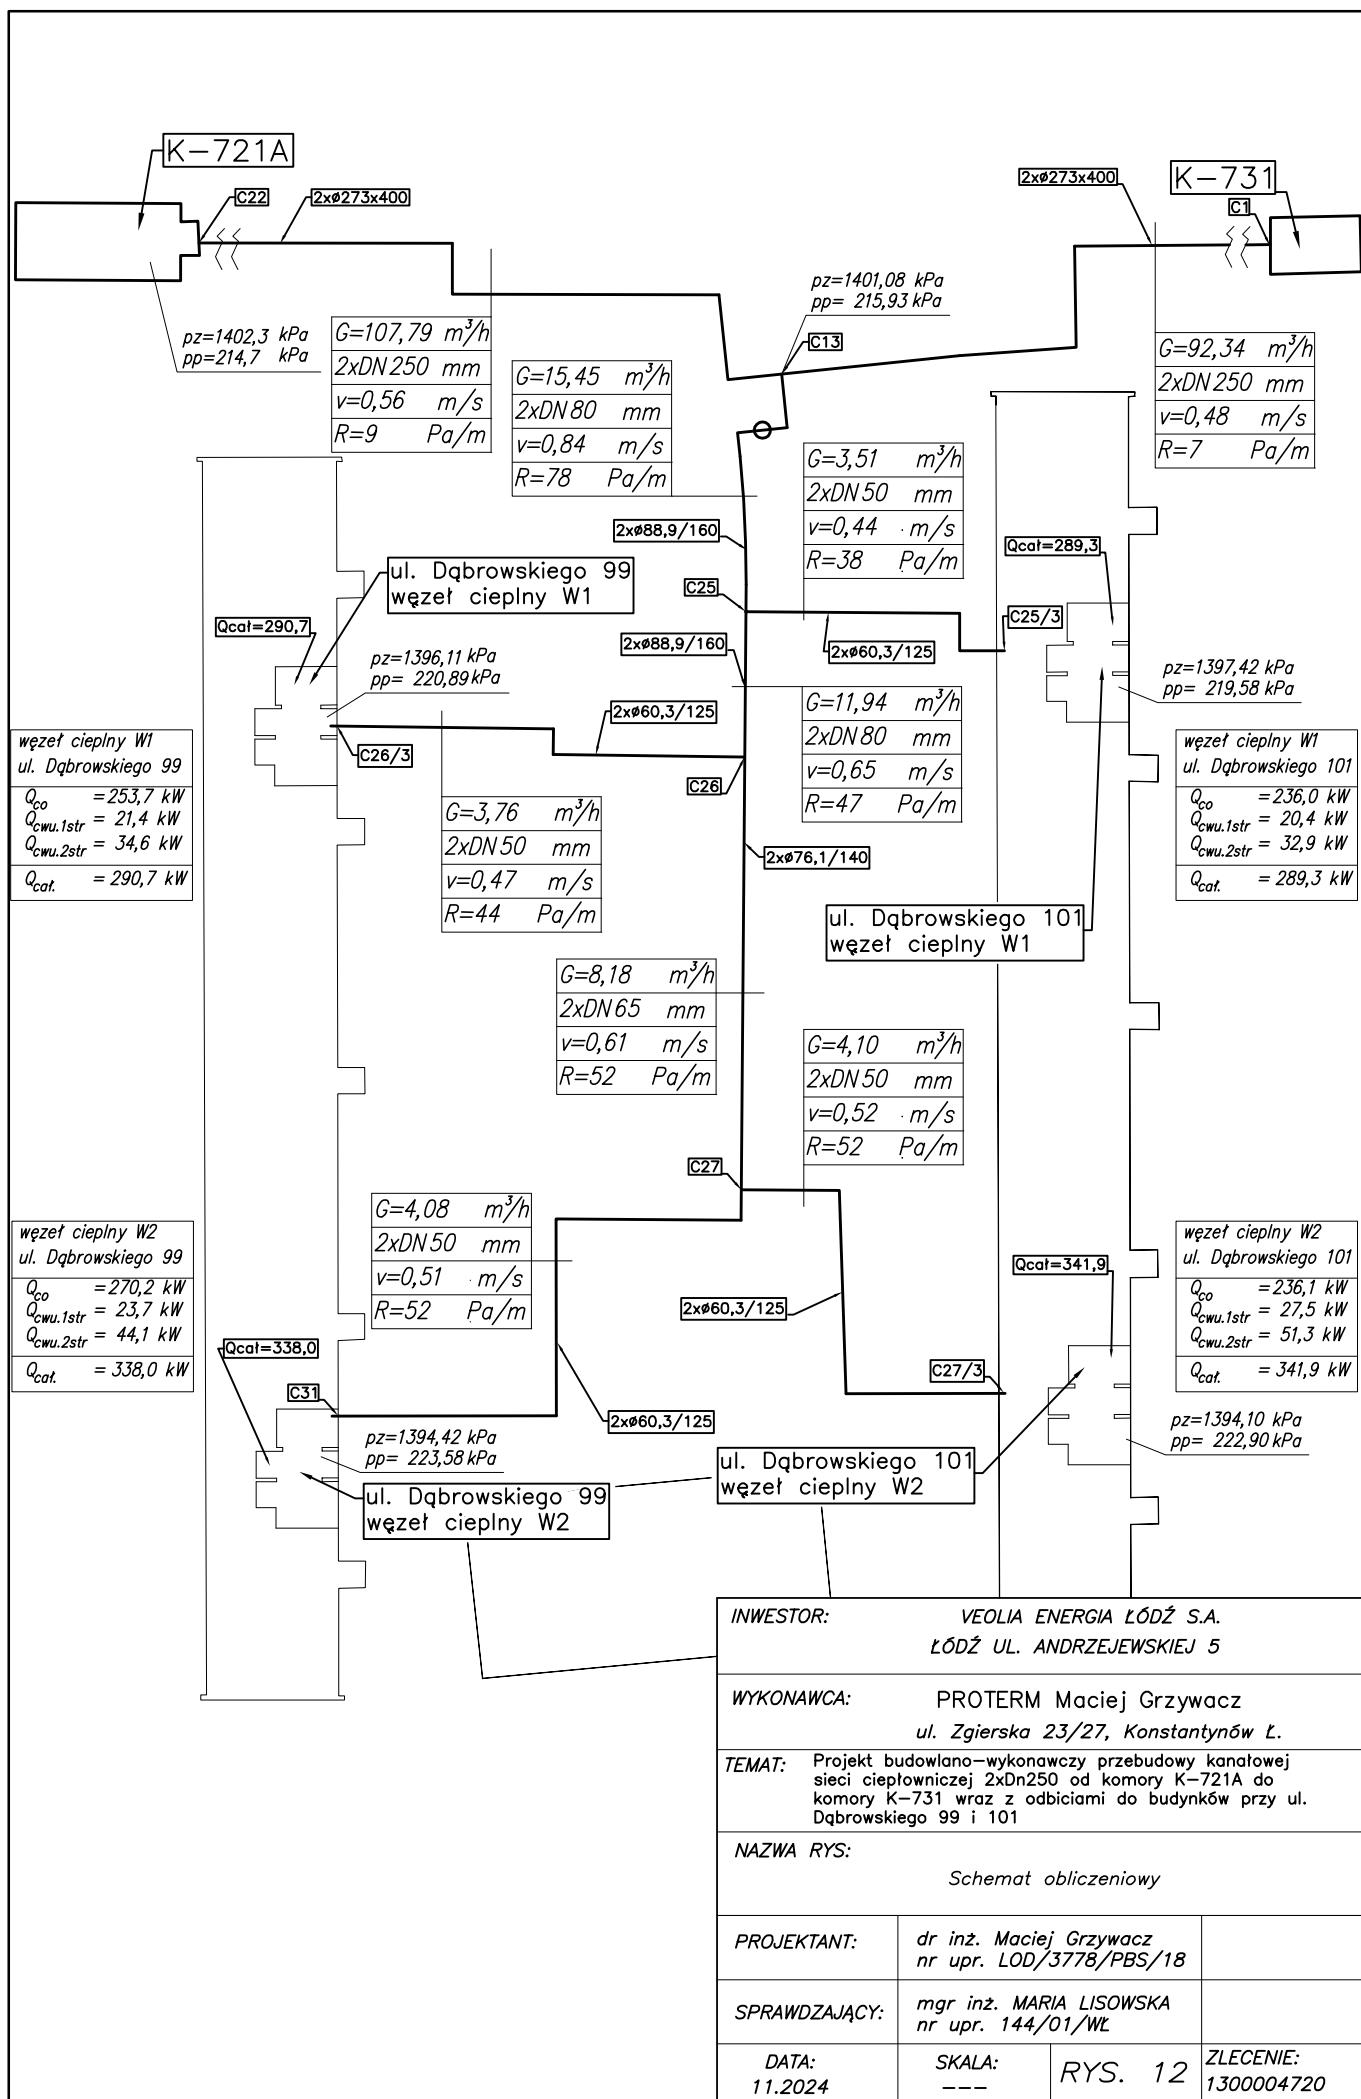 K-721A
C22
2xø273x400
2xø273x400
K-731
C1
pz=1401,08 kPa
pp= 215,93 kPa
C13
pz=1402,3 kPa
pp=214,7 kPa
G=107,79 m³/h
2xDN 250 mm
v=0,56 m/s
R=9 Pa/m
G=15,45 m³/h
2xDN 80 mm
v=0,84 m/s
R=78 Pa/m
G=92,34 m³/h
2xDN 250 mm
v=0,48 m/s
R=7 Pa/m
G=3,51 m³/h
2xDN 50 mm
v=0,44 m/s
R=38 Pa/m
2xø88,9/160
Qcał=289,3
ul. Dąbrowskiego 99
węzeł cieplny W1
C25
C25/3
Qcał=290,7
2xø88,9/160
2xø60,3/125
pz=1396,11 kPa
pp= 220,89 kPa
pz=1397,42 kPa
pp= 219,58 kPa
2xø60,3/125
G=11,94 m³/h
2xDN 80 mm
v=0,65 m/s
R=47 Pa/m
C26/3
C26
węzeł cieplny W1
ul. Dąbrowskiego 99
Qco = 253,7 kW
Qcwu.1str = 21,4 kW
Qcwu.2str = 34,6 kW
Qcał. = 290,7 kW
węzeł cieplny W1
ul. Dąbrowskiego 101
Qco = 236,0 kW
Qcwu.1str = 20,4 kW
Qcwu.2str = 32,9 kW
Qcał. = 289,3 kW
G=3,76 m³/h
2xDN 50 mm
v=0,47 m/s
R=44 Pa/m
2xø76,1/140
ul. Dąbrowskiego 101
węzeł cieplny W1
G=8,18 m³/h
2xDN 65 mm
v=0,61 m/s
R=52 Pa/m
G=4,10 m³/h
2xDN 50 mm
v=0,52 m/s
R=52 Pa/m
C27
G=4,08 m³/h
2xDN 50 mm
v=0,51 m/s
R=52 Pa/m
węzeł cieplny W2
ul. Dąbrowskiego 99
Qco = 270,2 kW
Qcwu.1str = 23,7 kW
Qcwu.2str = 44,1 kW
Qcał. = 338,0 kW
węzeł cieplny W2
ul. Dąbrowskiego 101
Qco = 236,1 kW
Qcwu.1str = 27,5 kW
Qcwu.2str = 51,3 kW
Qcał. = 341,9 kW
Qcał=341,9
2xø60,3/125
Qcał=338,0
C27/3
C31
2xø60,3/125
pz=1394,42 kPa
pp= 223,58 kPa
pz=1394,10 kPa
pp= 222,90 kPa
ul. Dąbrowskiego 101
węzeł cieplny W2
ul. Dąbrowskiego 99
węzeł cieplny W2
INWESTOR: VEOLIA ENERGIA ŁÓDŹ S.A.
ŁÓDŹ UL. ANDRZEJEWSKIEJ 5
WYKONAWCA: PROTERM Maciej Grzywacz
ul. Zgierska 23/27, Konstantynów Ł.
TEMAT: Projekt budowlano-wykonawczy przebudowy kanałowej
sieci ciepłowniczej 2xDn250 od komory K-721A do
komory K-731 wraz z odbiciami do budynków przy ul.
Dąbrowskiego 99 i 101
NAZWA RYS:
Schemat obliczeniowy
PROJEKTANT: dr inż. Maciej Grzywacz
nr upr. LOD/3778/PBS/18
SPRAWDZAJĄCY: mgr inż. MARIA LISOWSKA
nr upr. 144/01/WŁ
DATA: SKALA: RYS. 12 ZLECENIE:
11.2024 --- 1300004720